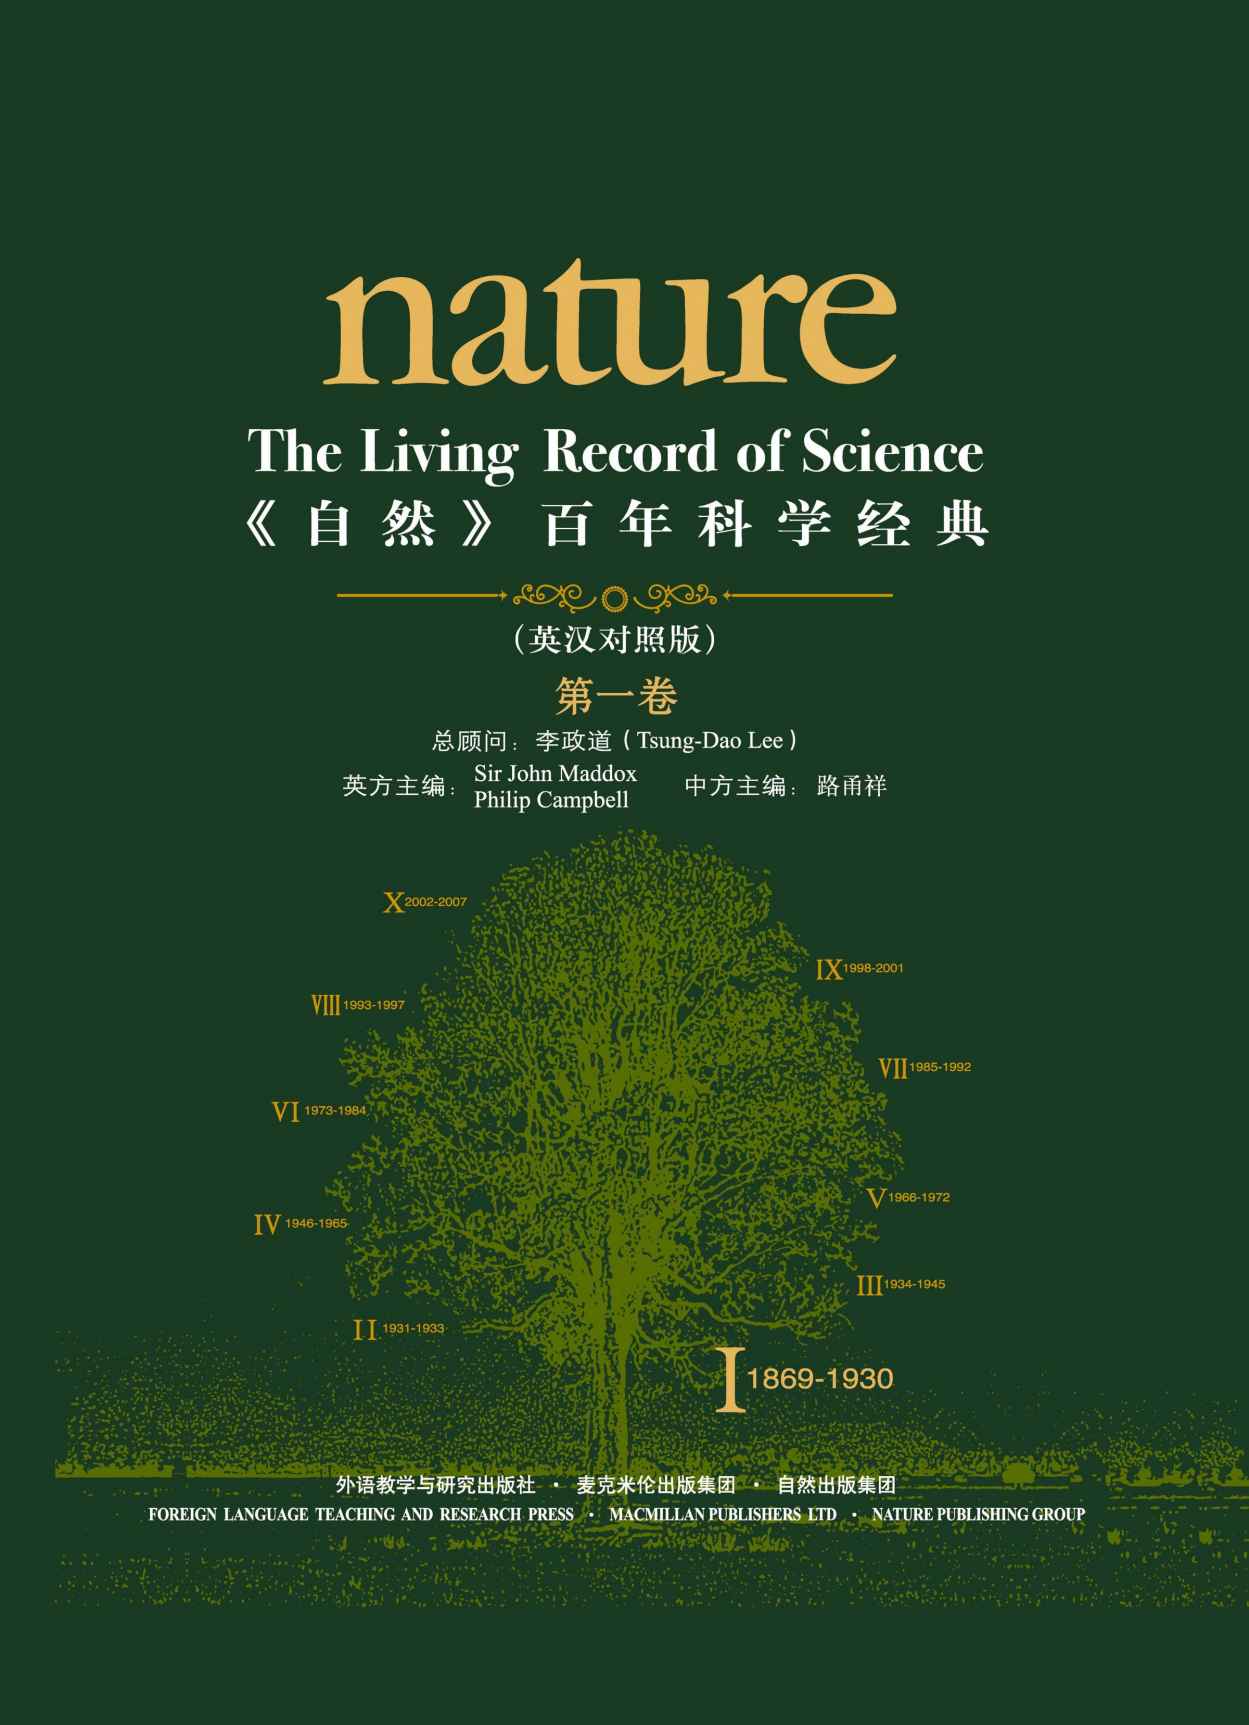 nature
The Living Record of Science
《自然》百年科学经典
（英汉对照版）
第一卷
总顾问：李政道（Tsung-Dao Lee）
英方主编：Sir John Maddox
Philip Campbell
中方主编：路甬祥
X 2002-2007
IX 1998-2001
VIII 1993-1997
VII 1985-1992
VI 1973-1984
V 1966-1972
IV 1946-1965
III 1934-1945
II 1931-1933
I 1869-1930
外语教学与研究出版社 · 麦克米伦出版集团 · 自然出版集团
FOREIGN LANGUAGE TEACHING AND RESEARCH PRESS · MACMILLAN PUBLISHERS LTD · NATURE PUBLISHING GROUP